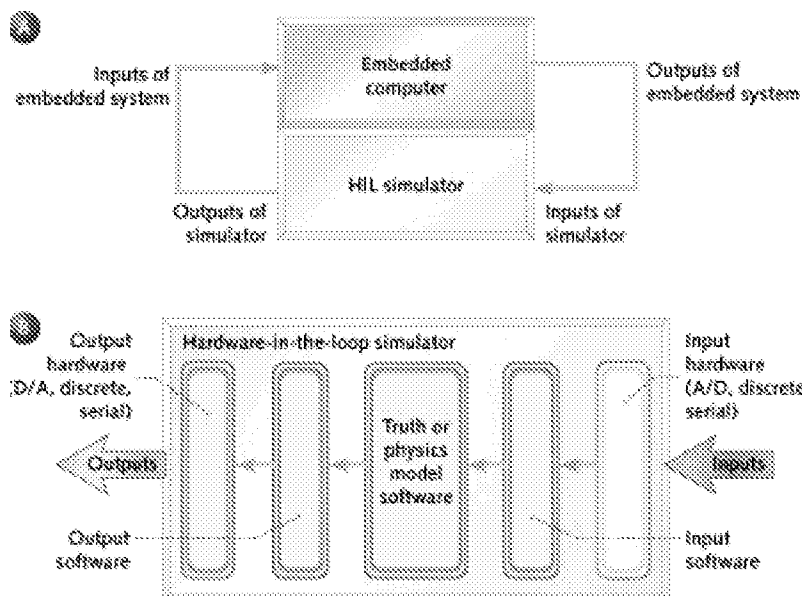 A
Embedded
computer
Inputs of
embedded system
Outputs of
embedded system
HIL simulator
Outputs of
simulator
Inputs of
simulator
Output
hardware
(D/A, discrete,
serial)
Hardware-in-the-loop simulator
Input
hardware
(A/D, discrete
serial)
Truth or
physics
model
software
Outputs
Inputs
Output
software
Input
software